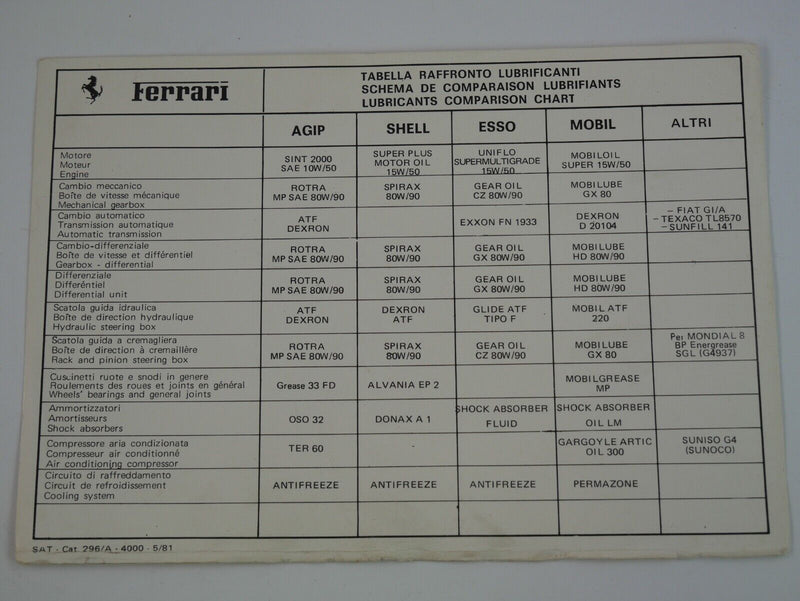 Ferrari
TABELLA RAFFRONTO LUBRIFICANTI
SCHEMA DE COMPARAISON LUBRIFIANTS
LUBRICANTS COMPARISON CHART
AGIP SHELL ESSO MOBIL ALTRI
Motore
Moteur
Engine
SINT 2000
SAE 10W/50
SUPER PLUS
MOTOR OIL
15W/50
UNIFLO
SUPERMULTIGRADE
15W/50
MOBILOIL
SUPER 15W/50
Cambio meccanico
Boîte de vitesse mécanique
Mechanical gearbox
ROTRA
MP SAE 80W/90
SPIRAX
80W/90
GEAR OIL
CZ 80W/90
MOBILUBE
GX 80
Cambio automatico
Transmission automatique
Automatic transmission
ATF
DEXRON
EXXON FN 1933
DEXRON
D 20104
- FIAT GI/A
- TEXACO TL8570
- SUNFILL 141
Cambio-differenziale
Boîte de vitesse et différentiel
Gearbox - differential
ROTRA
MP SAE 80W/90
SPIRAX
80W/90
GEAR OIL
GX 80W/90
MOBILUBE
HD 80W/90
Differenziale
Différéntiel
Differential unit
ROTRA
MP SAE 80W/90
SPIRAX
80W/90
GEAR OIL
GX 80W/90
MOBILUBE
HD 80W/90
Scatola guida idraulica
Boîte de direction hydraulique
Hydraulic steering box
ATF
DEXRON
DEXRON
ATF
GLIDE ATF
TIPO F
MOBIL ATF
220
Scatola guida a cremagliera
Boîte de direction à cremaillère
Rack and pinion steering box
ROTRA
MP SAE 80W/90
SPIRAX
80W/90
GEAR OIL
CZ 80W/90
MOBILUBE
GX 80
Per MONDIAL 8
BP Energrease
SGL (G4937)
Cuscinetti ruote e snodi in genere
Roulements des roues et joints en général
Wheels' bearings and general joints
Grease 33 FD
ALVANIA EP 2
MOBILGREASE
MP
Ammortizzatori
Amortisseurs
Shock absorbers
OSO 32
DONAX A 1
SHOCK ABSORBER
FLUID
SHOCK ABSORBER
OIL LM
Compressore aria condizionata
Compresseur air conditionné
Air conditioning compressor
TER 60
GARGOYLE ARTIC
OIL 300
SUNISO G4
(SUNOCO)
Circuito di raffreddamento
Circuit de refroidissement
Cooling system
ANTIFREEZE
ANTIFREEZE
ANTIFREEZE
PERMAZONE
SAT - Cat. 296/A - 4000 - 5/81